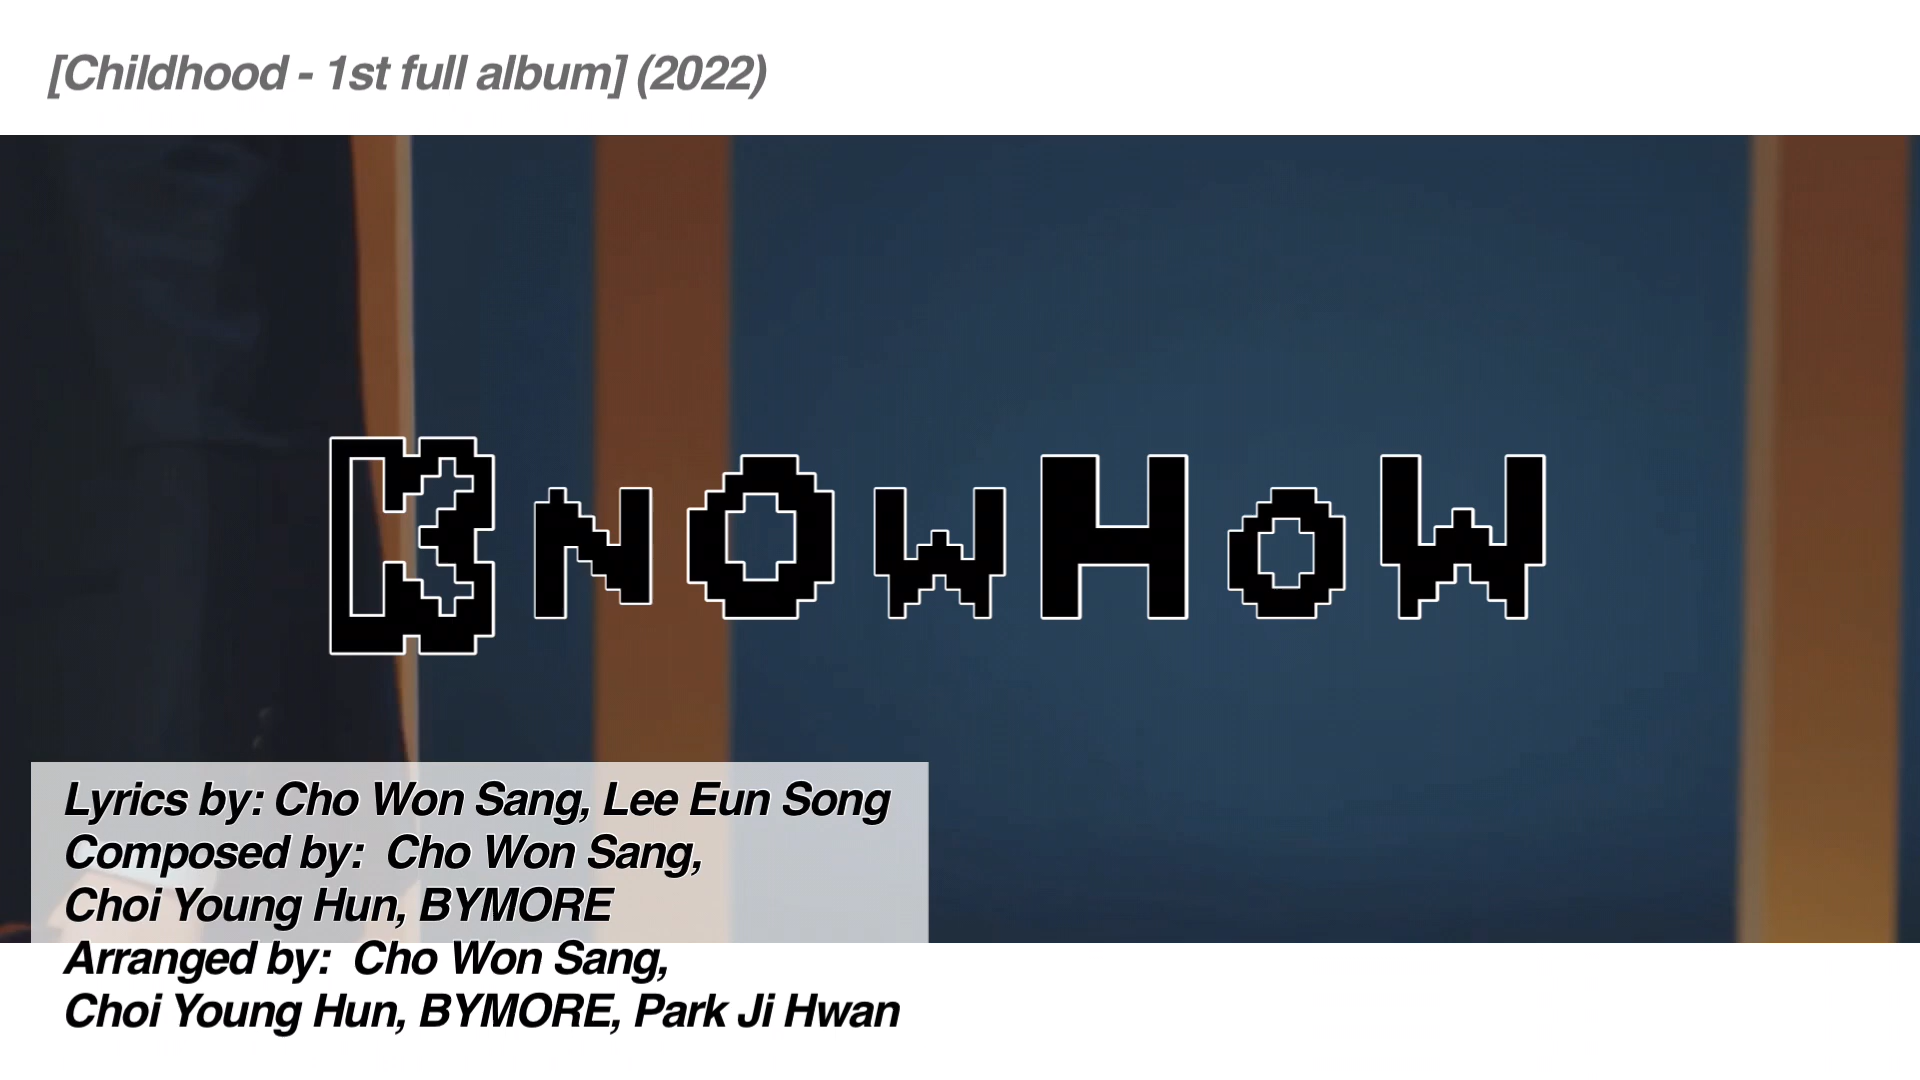 [Childhood - 1st full album] (2022)
KnOwHoW
Lyrics by: Cho Won Sang, Lee Eun Song
Composed by: Cho Won Sang,
Choi Young Hun, BYMORE
Arranged by: Cho Won Sang,
Choi Young Hun, BYMORE, Park Ji Hwan